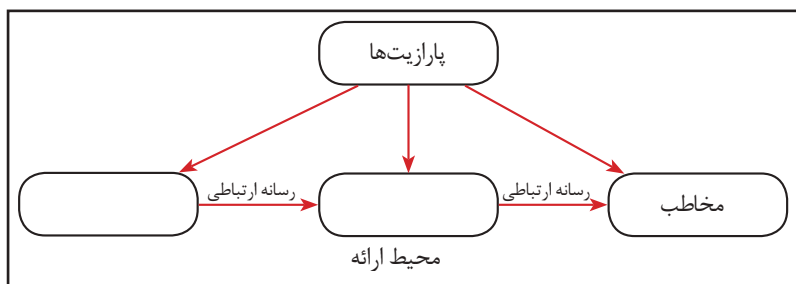 پارازیت‌ها
رسانه ارتباطی
رسانه ارتباطی
مخاطب
محیط ارائه